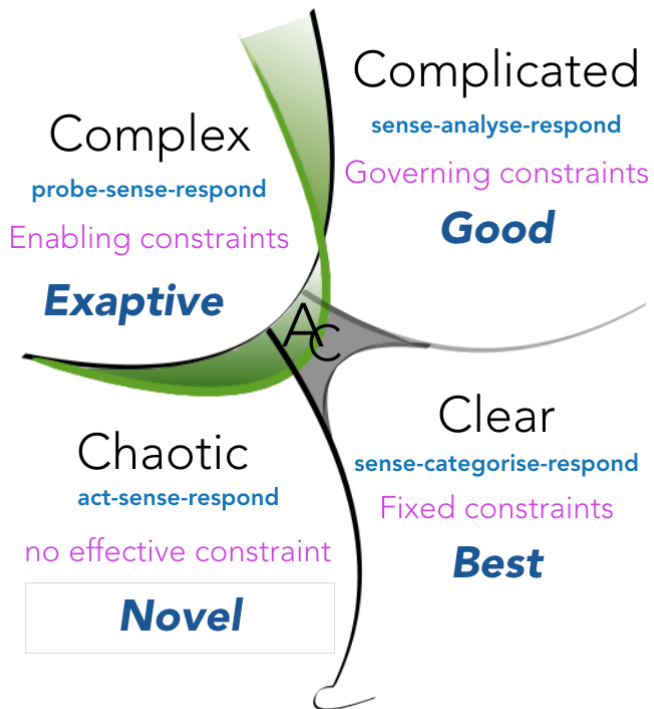 Complex
probe-sense-respond
Enabling constraints
Exaptive
Complicated
sense-analyse-respond
Governing constraints
Good
A
C
Chaotic
act-sense-respond
no effective constraint
Novel
Clear
sense-categorise-respond
Fixed constraints
Best